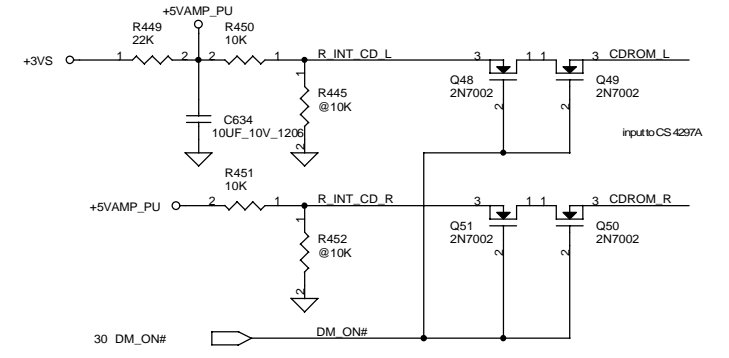 +5VAMP_PU
R449
22K
R450
10K
+3VS
1
2
2
1
R_INT_CD_L
3
1
1
3
CDROM_L
1
R445
@10K
2
Q48
2N7002
2
Q49
2N7002
2
C634
10UF_10V_1206
input to CS 4297A
R451
10K
+5VAMP_PU
2
1
R_INT_CD_R
3
1
1
3
CDROM_R
1
R452
@10K
2
Q51
2N7002
2
Q50
2N7002
2
30 DM_ON#
DM_ON#